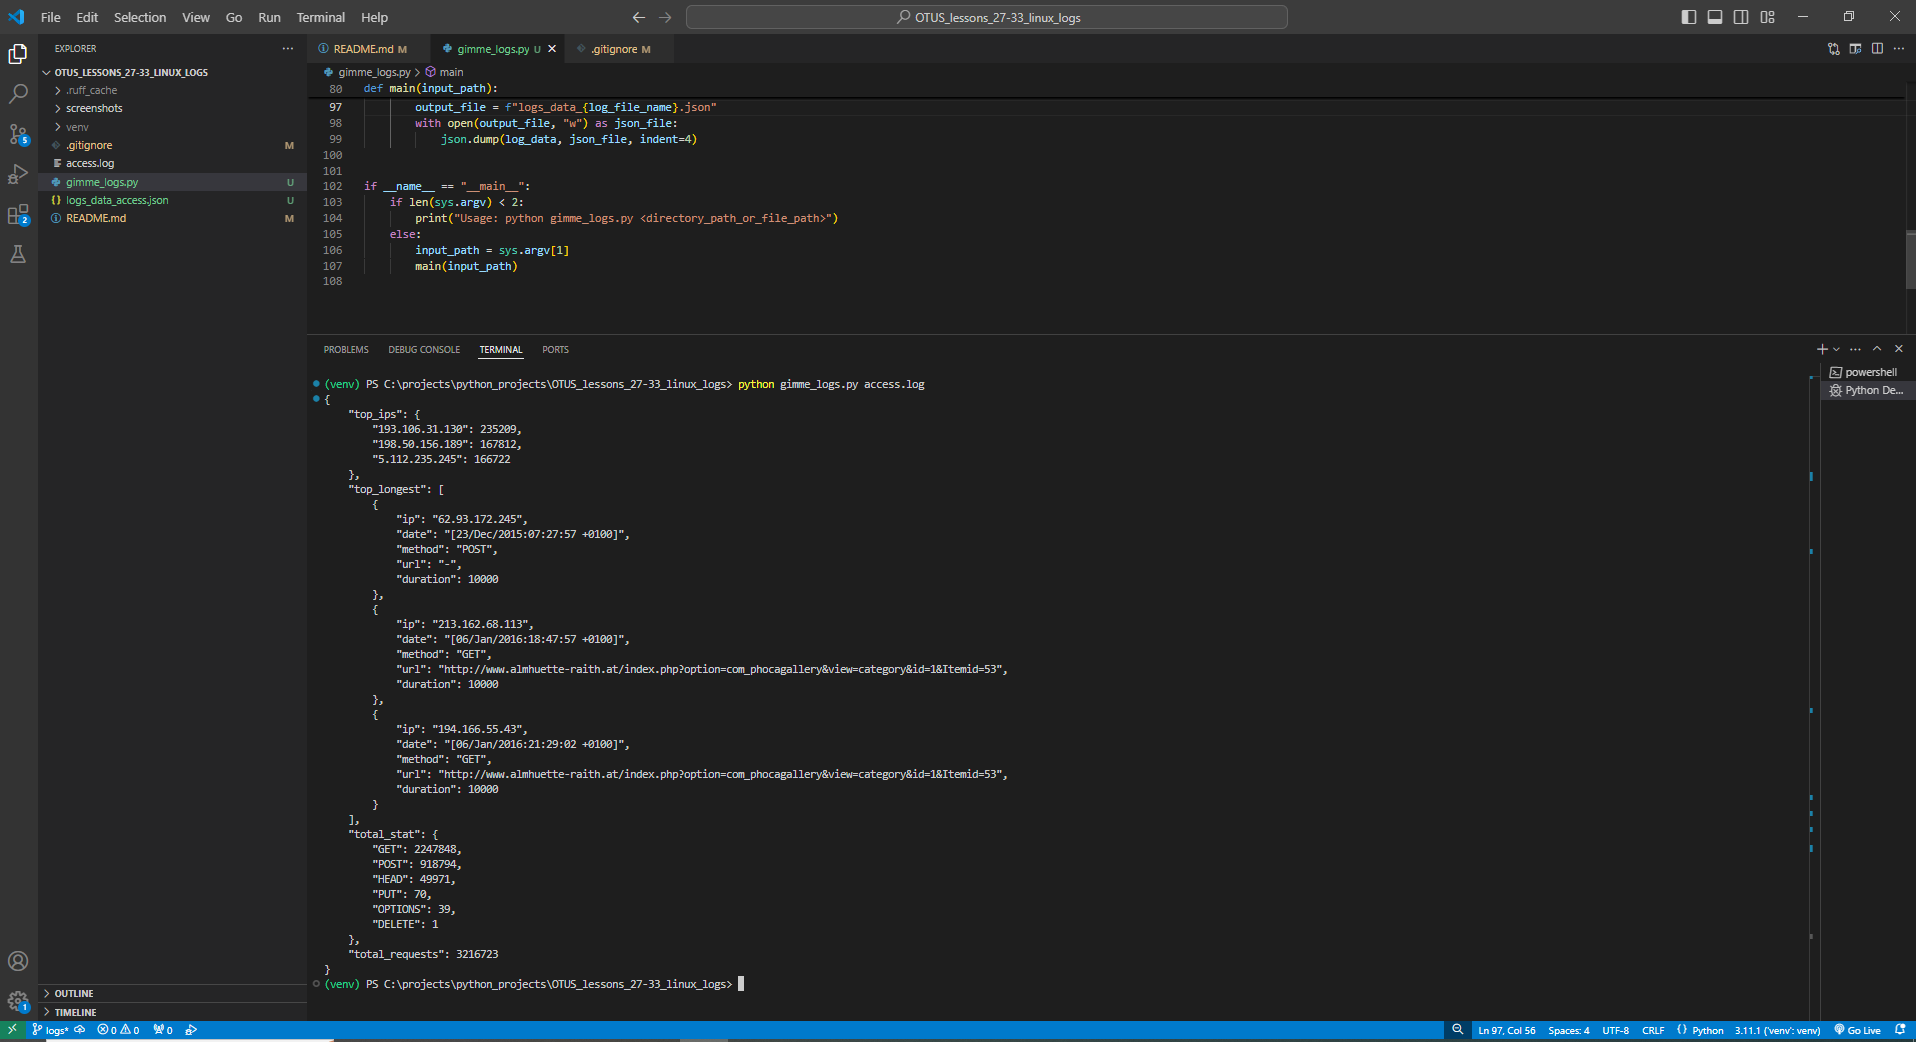 File Edit Selection View Go Run Terminal Help
OTUS_lessons_27-33_linux_logs
EXPLORER
OTUS_LESSONS_27-33_LINUX_LOGS
.ruff_cache
screenshots
venv
.gitignore M
access.log
gimme_logs.py U
logs_data_access.json U
README.md M
OUTLINE
TIMELINE
5
2
1
README.md M
gimme_logs.py U
.gitignore M
gimme_logs.py > main
80 def main(input_path):
97 output_file = f"logs_data_{log_file_name}.json"
98 with open(output_file, "w") as json_file:
99 json.dump(log_data, json_file, indent=4)
100
101
102 if __name__ == "__main__":
103 if len(sys.argv) < 2:
104 print("Usage: python gimme_logs.py <directory_path_or_file_path>")
105 else:
106 input_path = sys.argv[1]
107 main(input_path)
108
PROBLEMS DEBUG CONSOLE TERMINAL PORTS
powershell
Python De...
(venv) PS C:\projects\python_projects\OTUS_lessons_27-33_linux_logs> python gimme_logs.py access.log
{
"top_ips": {
"193.106.31.130": 235209,
"198.50.156.189": 167812,
"5.112.235.245": 166722
},
"top_longest": [
{
"ip": "62.93.172.245",
"date": "[23/Dec/2015:07:27:57 +0100]",
"method": "POST",
"url": "-",
"duration": 10000
},
{
"ip": "213.162.68.113",
"date": "[06/Jan/2016:18:47:57 +0100]",
"method": "GET",
"url": "http://www.almhuette-raith.at/index.php?option=com_phocagallery&view=category&id=1&Itemid=53",
"duration": 10000
},
{
"ip": "194.166.55.43",
"date": "[06/Jan/2016:21:29:02 +0100]",
"method": "GET",
"url": "http://www.almhuette-raith.at/index.php?option=com_phocagallery&view=category&id=1&Itemid=53",
"duration": 10000
}
],
"total_stat": {
"GET": 2247848,
"POST": 918794,
"HEAD": 49971,
"PUT": 70,
"OPTIONS": 39,
"DELETE": 1
},
"total_requests": 3216723
}
(venv) PS C:\projects\python_projects\OTUS_lessons_27-33_linux_logs>
logs* 0 0 0 Ln 97, Col 56 Spaces: 4 UTF-8 CRLF Python 3.11.1 ('venv': venv) Go Live